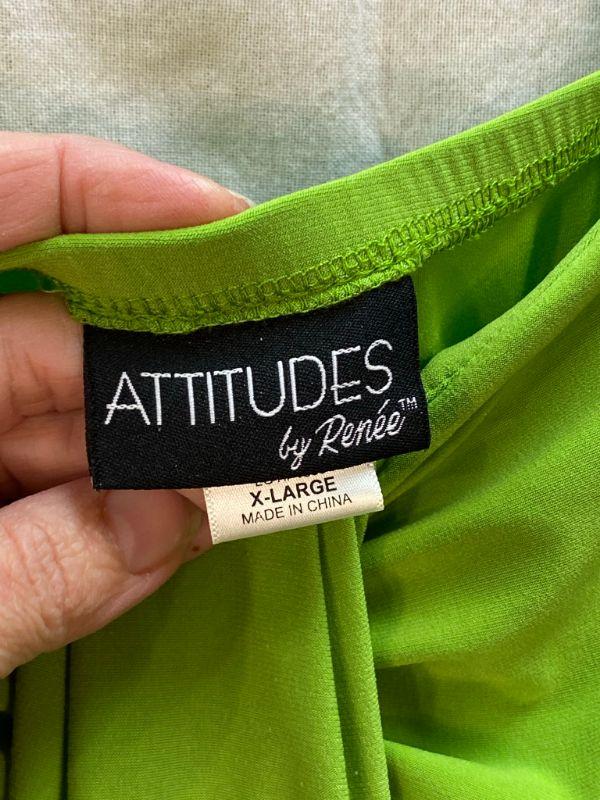 ATTITUDES
by Renée™
X-LARGE
MADE IN CHINA